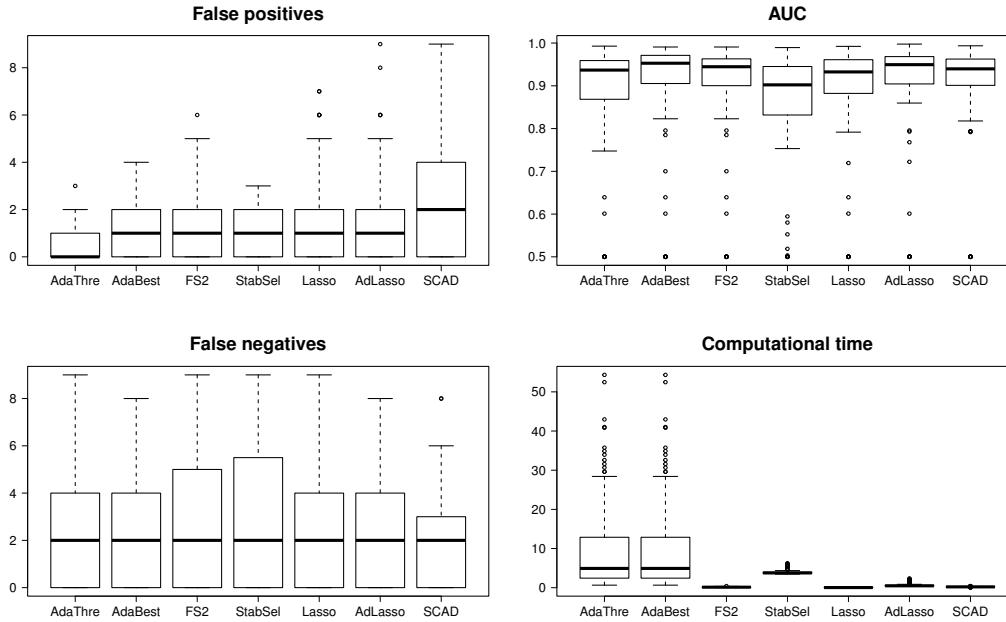 False positives
8
6
4
2
0
AdaThre AdaBest FS2 StabSel Lasso AdLasso SCAD
AUC
1.0
0.9
0.8
0.7
0.6
0.5
AdaThre AdaBest FS2 StabSel Lasso AdLasso SCAD
False negatives
8
6
4
2
0
AdaThre AdaBest FS2 StabSel Lasso AdLasso SCAD
Computational time
50
40
30
20
10
0
AdaThre AdaBest FS2 StabSel Lasso AdLasso SCAD